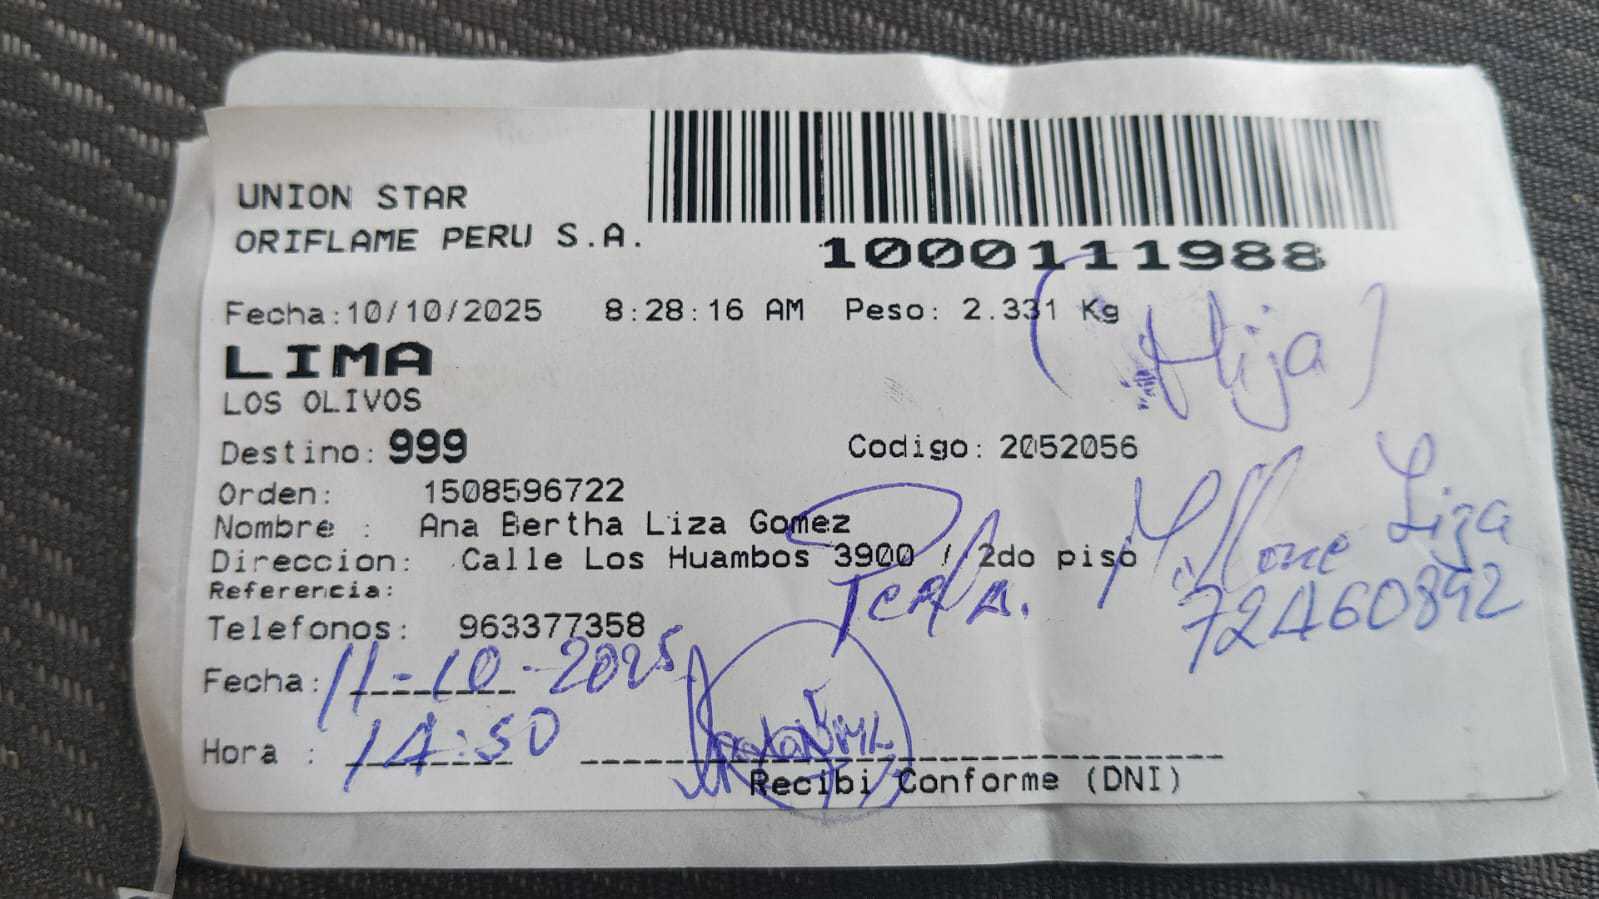 UNION STAR
ORIFLAME PERU S.A.
1000111988
Fecha:10/10/2025 8:28:16 AM Peso: 2.331 Kg
(Hija)
LIMA
LOS OLIVOS
Destino: 999 Codigo: 2052056
Orden: 1508596722
Nombre : Ana Bertha Liza Gomez
Liza
Direccion: Calle Los Huambos 3900 / 2do piso
72460892
Referencia:
Telefonos: 963377358
Fecha: 11-10-2025
Hora : 14:50
Recibi Conforme (DNI)